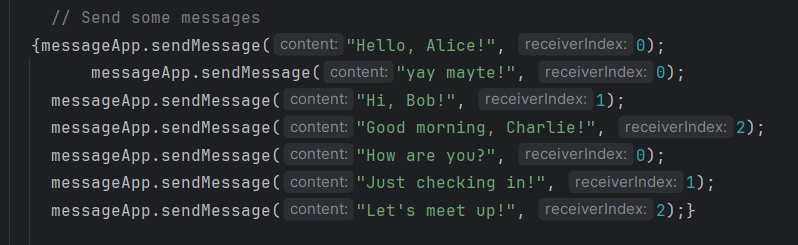 // Send some messages
{messageApp.sendMessage( content: "Hello, Alice!", receiverIndex: 0);
messageApp.sendMessage( content: "yay mayte!", receiverIndex: 0);
messageApp.sendMessage( content: "Hi, Bob!", receiverIndex: 1);
messageApp.sendMessage( content: "Good morning, Charlie!", receiverIndex: 2);
messageApp.sendMessage( content: "How are you?", receiverIndex: 0);
messageApp.sendMessage( content: "Just checking in!", receiverIndex: 1);
messageApp.sendMessage( content: "Let's meet up!", receiverIndex: 2);}